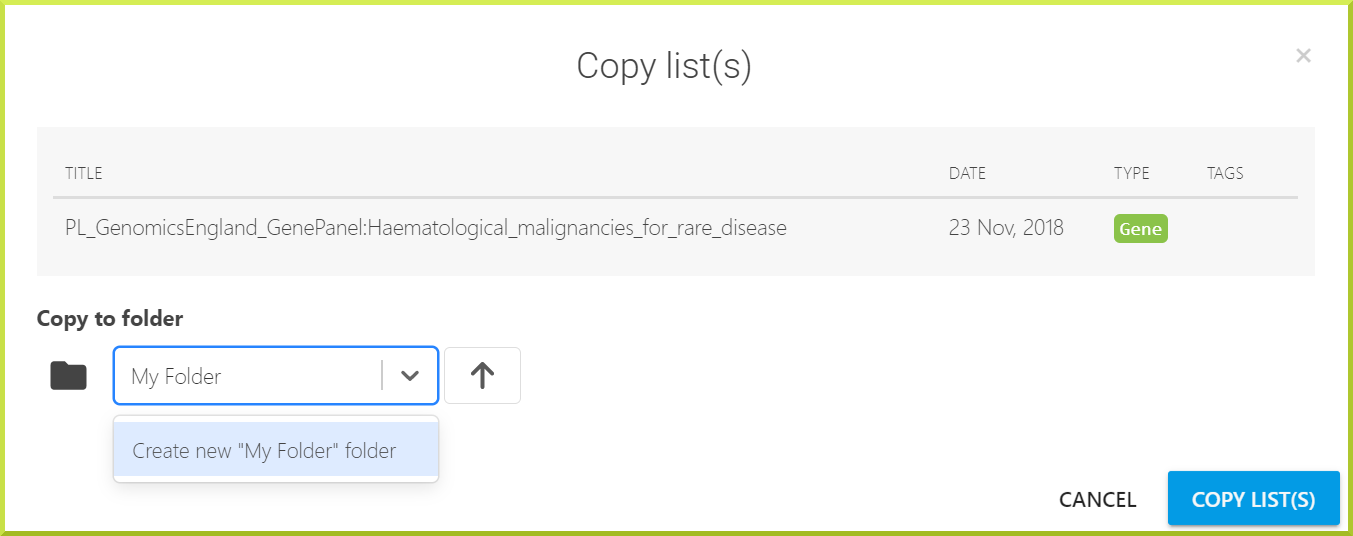 Copy list(s)
×
TITLE DATE TYPE TAGS
PL_GenomicsEngland_GenePanel:Haematological_malignancies_for_rare_disease 23 Nov, 2018 Gene
Copy to folder
My Folder
Create new "My Folder" folder
CANCEL COPY LIST(S)